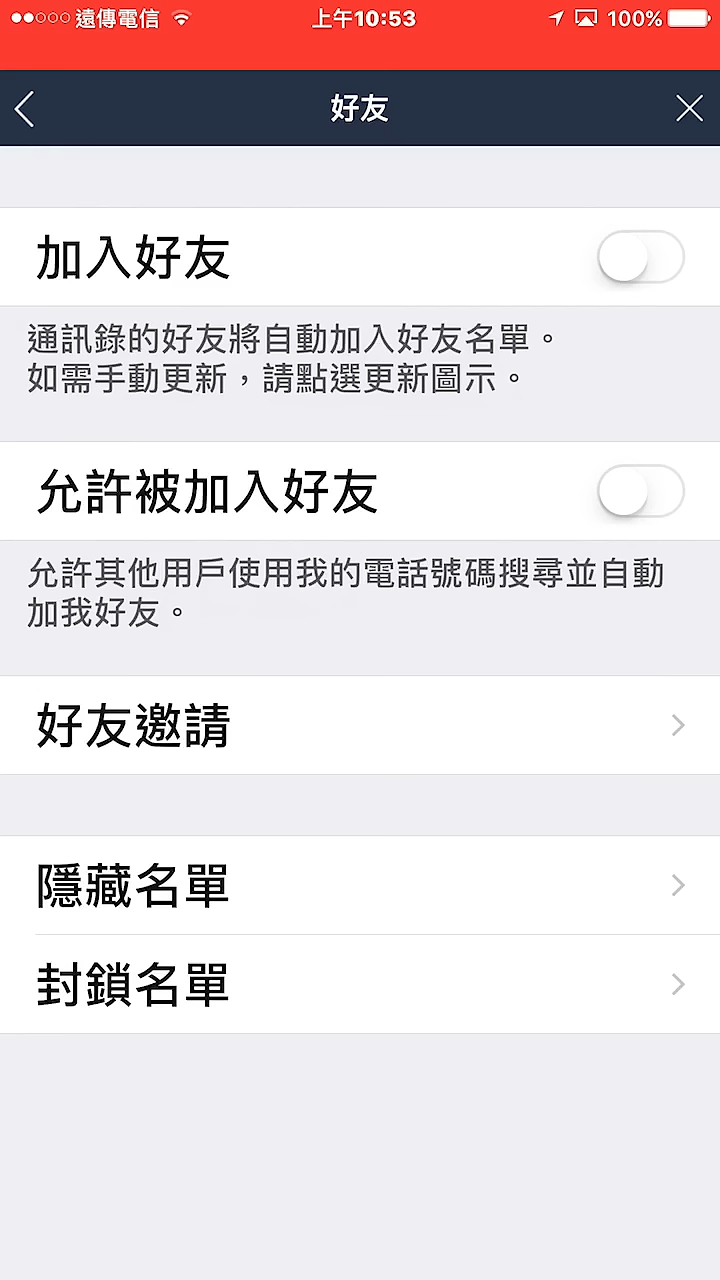 遠傳電信 上午10:53 100%
好友
加入好友
通訊錄的好友將自動加入好友名單。
如需手動更新，請點選更新圖示。
允許被加入好友
允許其他用戶使用我的電話號碼搜尋並自動
加我好友。
好友邀請
隱藏名單
封鎖名單